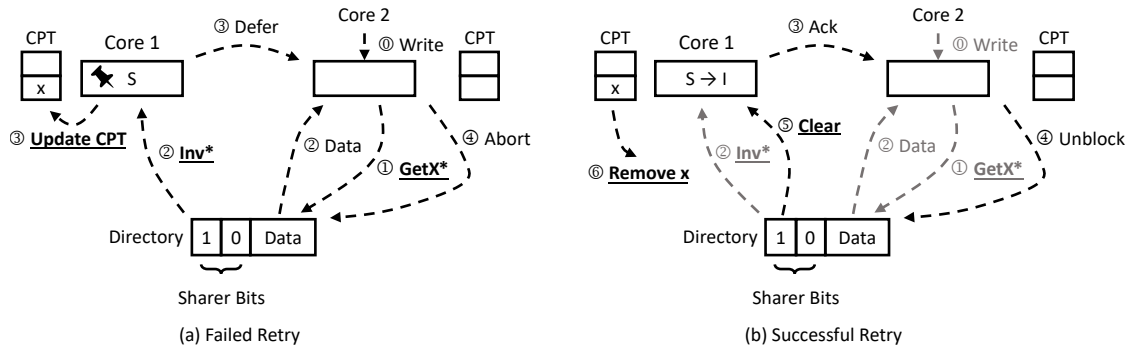 Core 2
CPT
Core 1
③ Defer
⓪ Write
CPT
S
x
③ Update CPT
② Inv*
② Data
① GetX*
④ Abort
Directory
1
0
Data
Sharer Bits
(a) Failed Retry
Core 2
CPT
Core 1
③ Ack
⓪ Write
CPT
S → I
x
⑤ Clear
② Inv*
② Data
① GetX*
④ Unblock
⑥ Remove x
Directory
1
0
Data
Sharer Bits
(b) Successful Retry